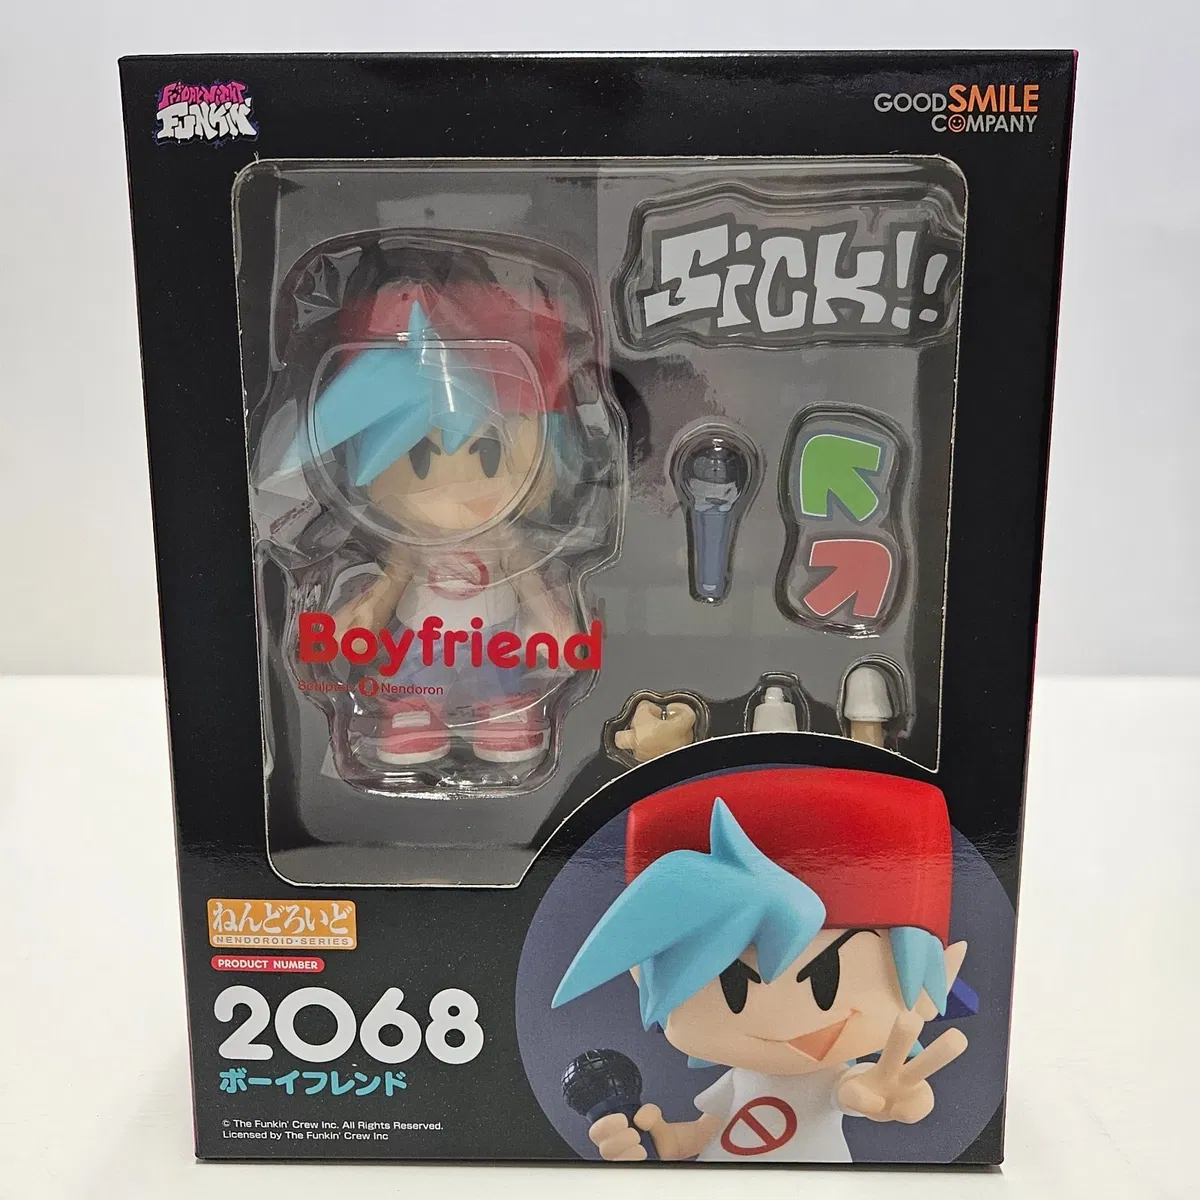 FRIDAY NIGHT
FUNKIN'
GOOD SMILE
COMPANY
SiCK!!
Boyfriend
Sculptor: Nendoron
ねんどろいど
NENDOROID·SERIES
PRODUCT NUMBER
2068
ボーイフレンド
© The Funkin' Crew Inc. All Rights Reserved.
Licensed by The Funkin' Crew Inc